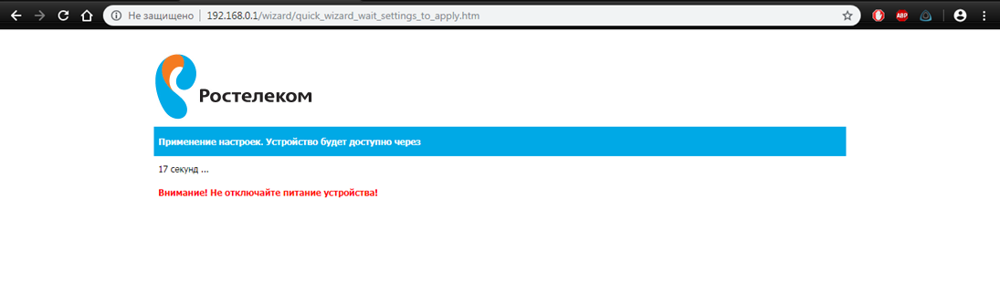 Не защищено 192.168.0.1/wizard/quick_wizard_wait_settings_to_apply.htm
ABP
Ростелеком
Применение настроек. Устройство будет доступно через
17 секунд ...
Внимание! Не отключайте питание устройства!